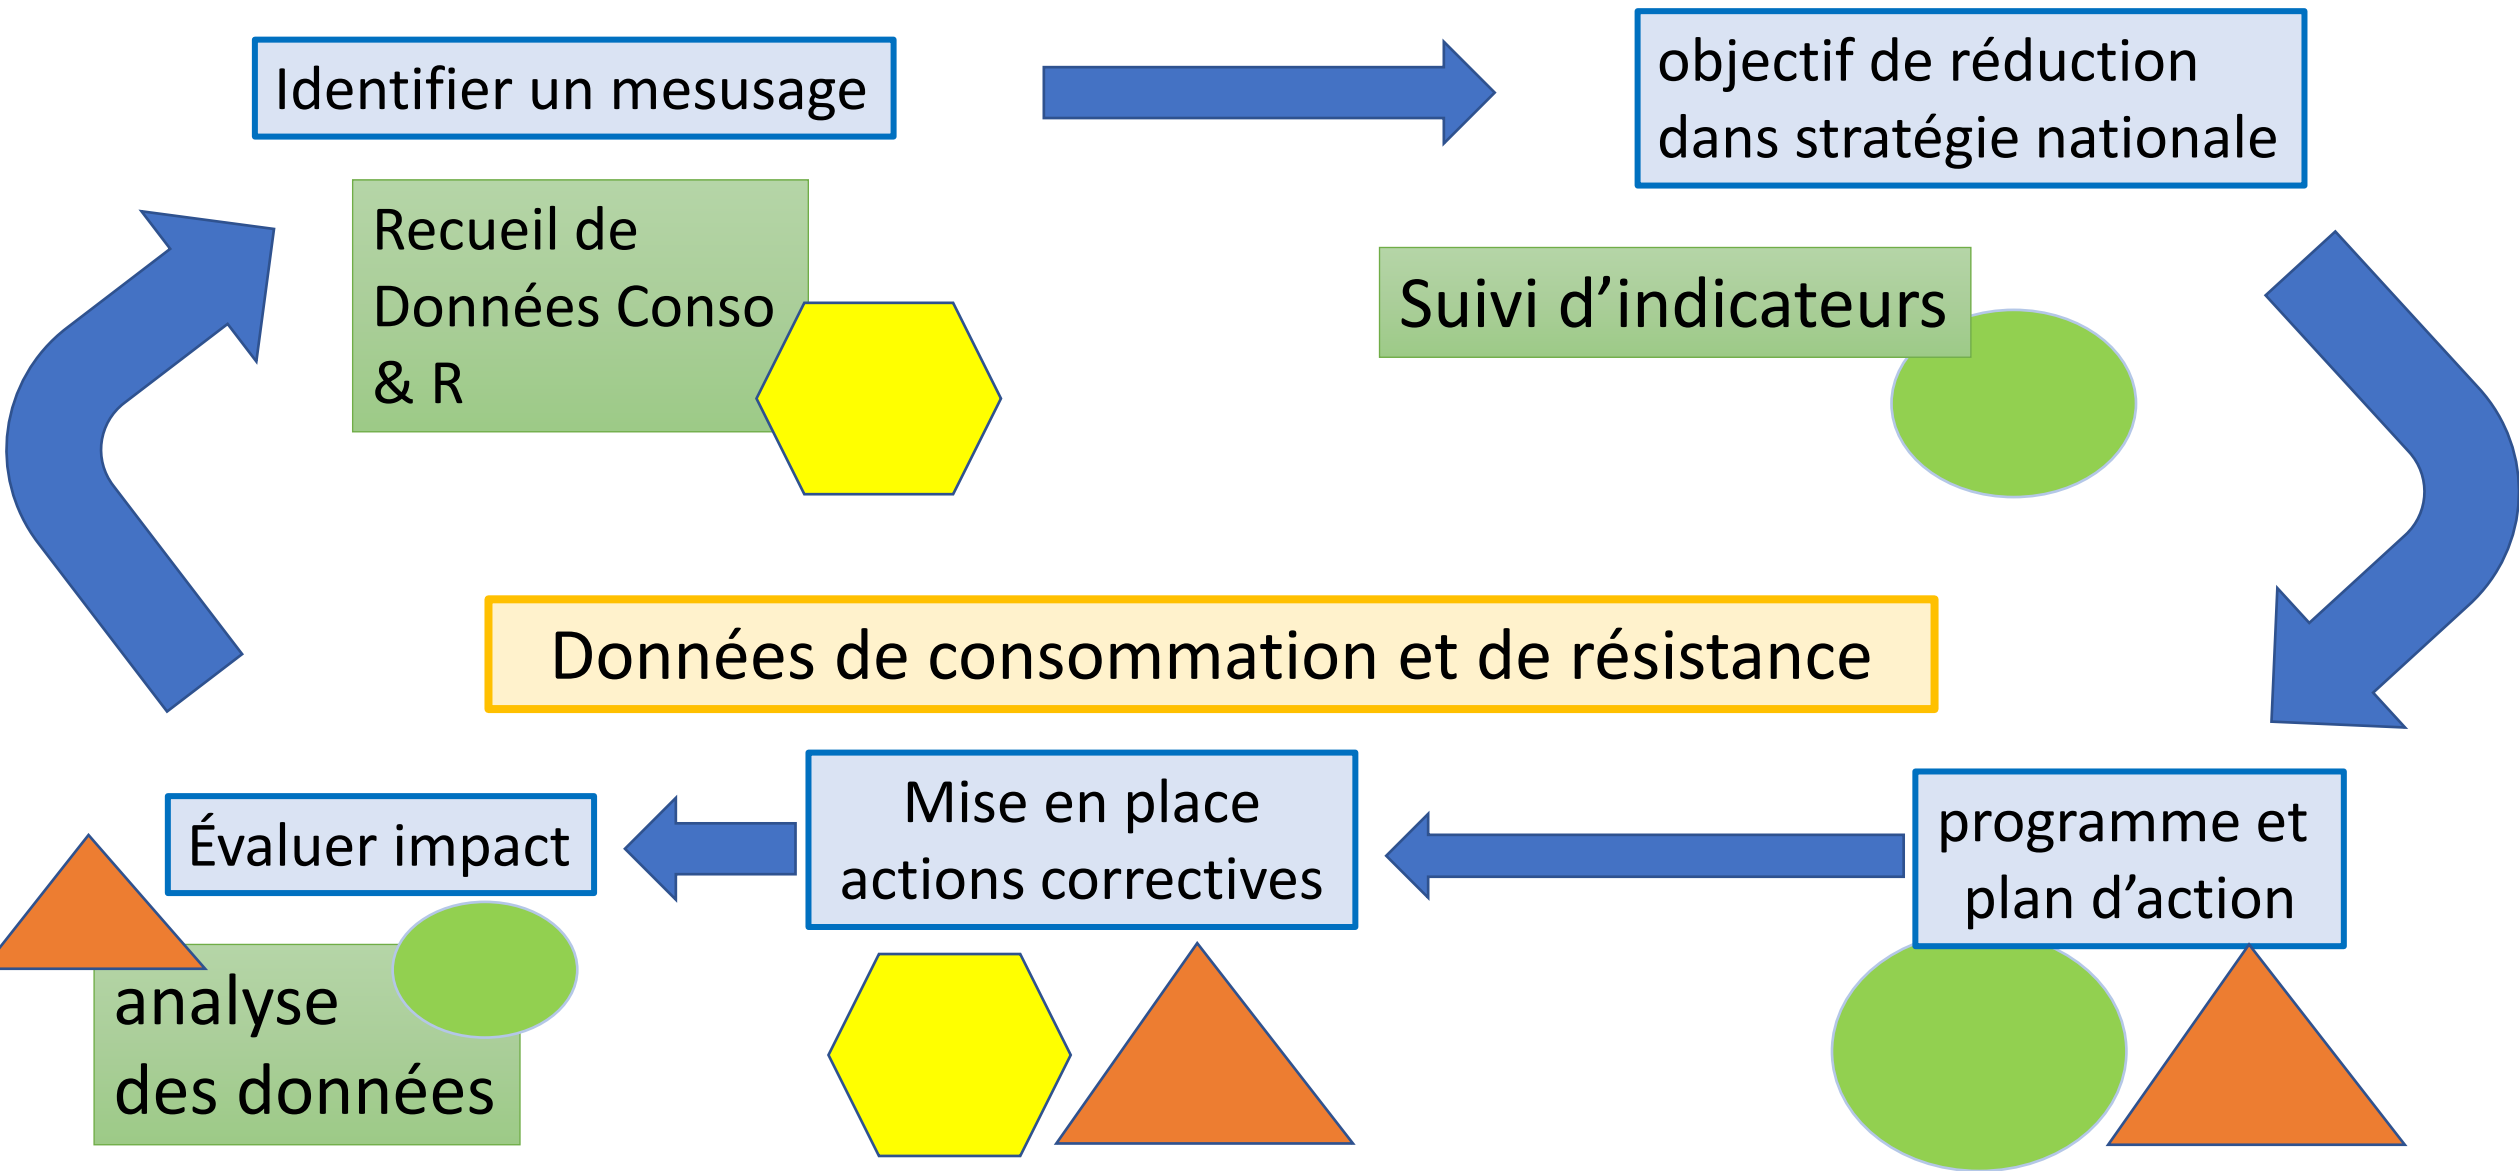 Identifier un mesusage
objectif de réduction
dans stratégie nationale
Recueil de
Données Conso
& R
Suivi d’indicateurs
Données de consommation et de résistance
Mise en place
actions correctives
programme et
plan d’action
Évaluer impact
analyse
des données